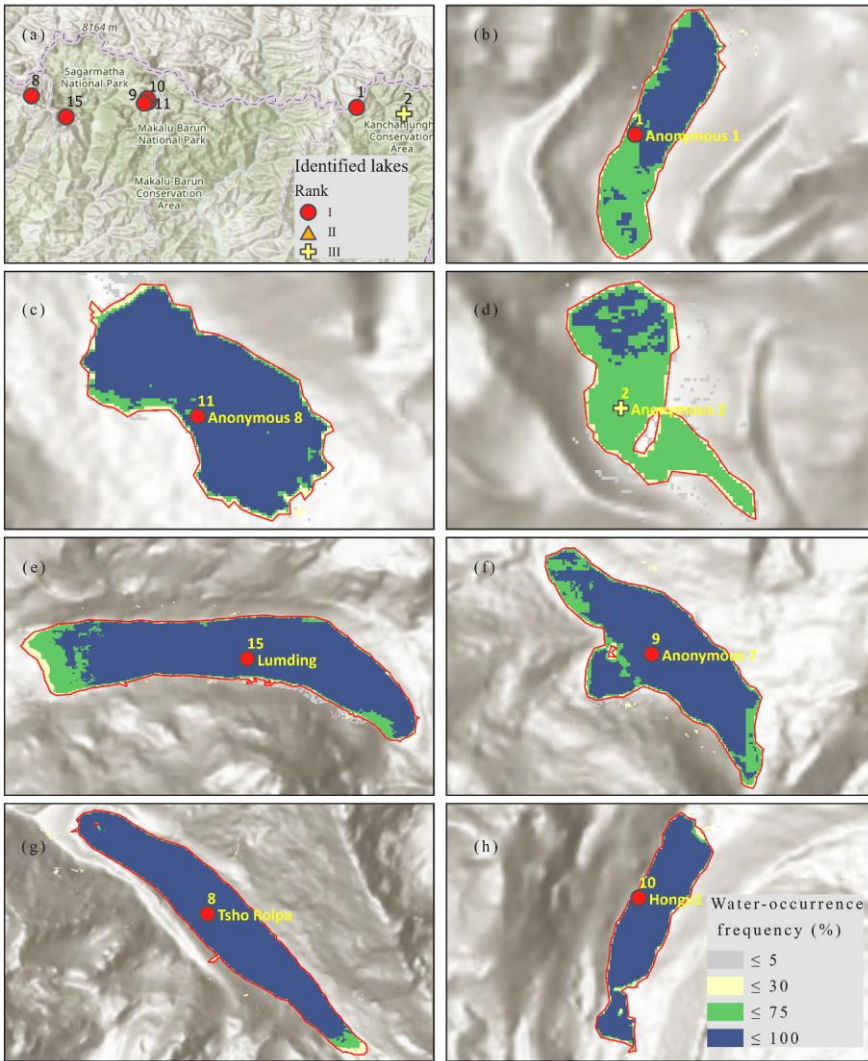 (a)
8164 m
Sagarmatha
National Park
8
15
9
10
11
Makalu Barun
National Park
Makalu-Barun
Conservation
Area
1
2
Kanchanjungh
Conservation
Area
Identified lakes
Rank
I
II
III
(b)
1
Anonymous 1
(c)
11
Anonymous 8
(d)
2
Anonymous 2
(e)
15
Lumding
(f)
9
Anonymous 7
(g)
8
Tsho Rolpa
(h)
10
Hongu1
Water-occurrence
frequency (%)
≤ 5
≤ 30
≤ 75
≤ 100